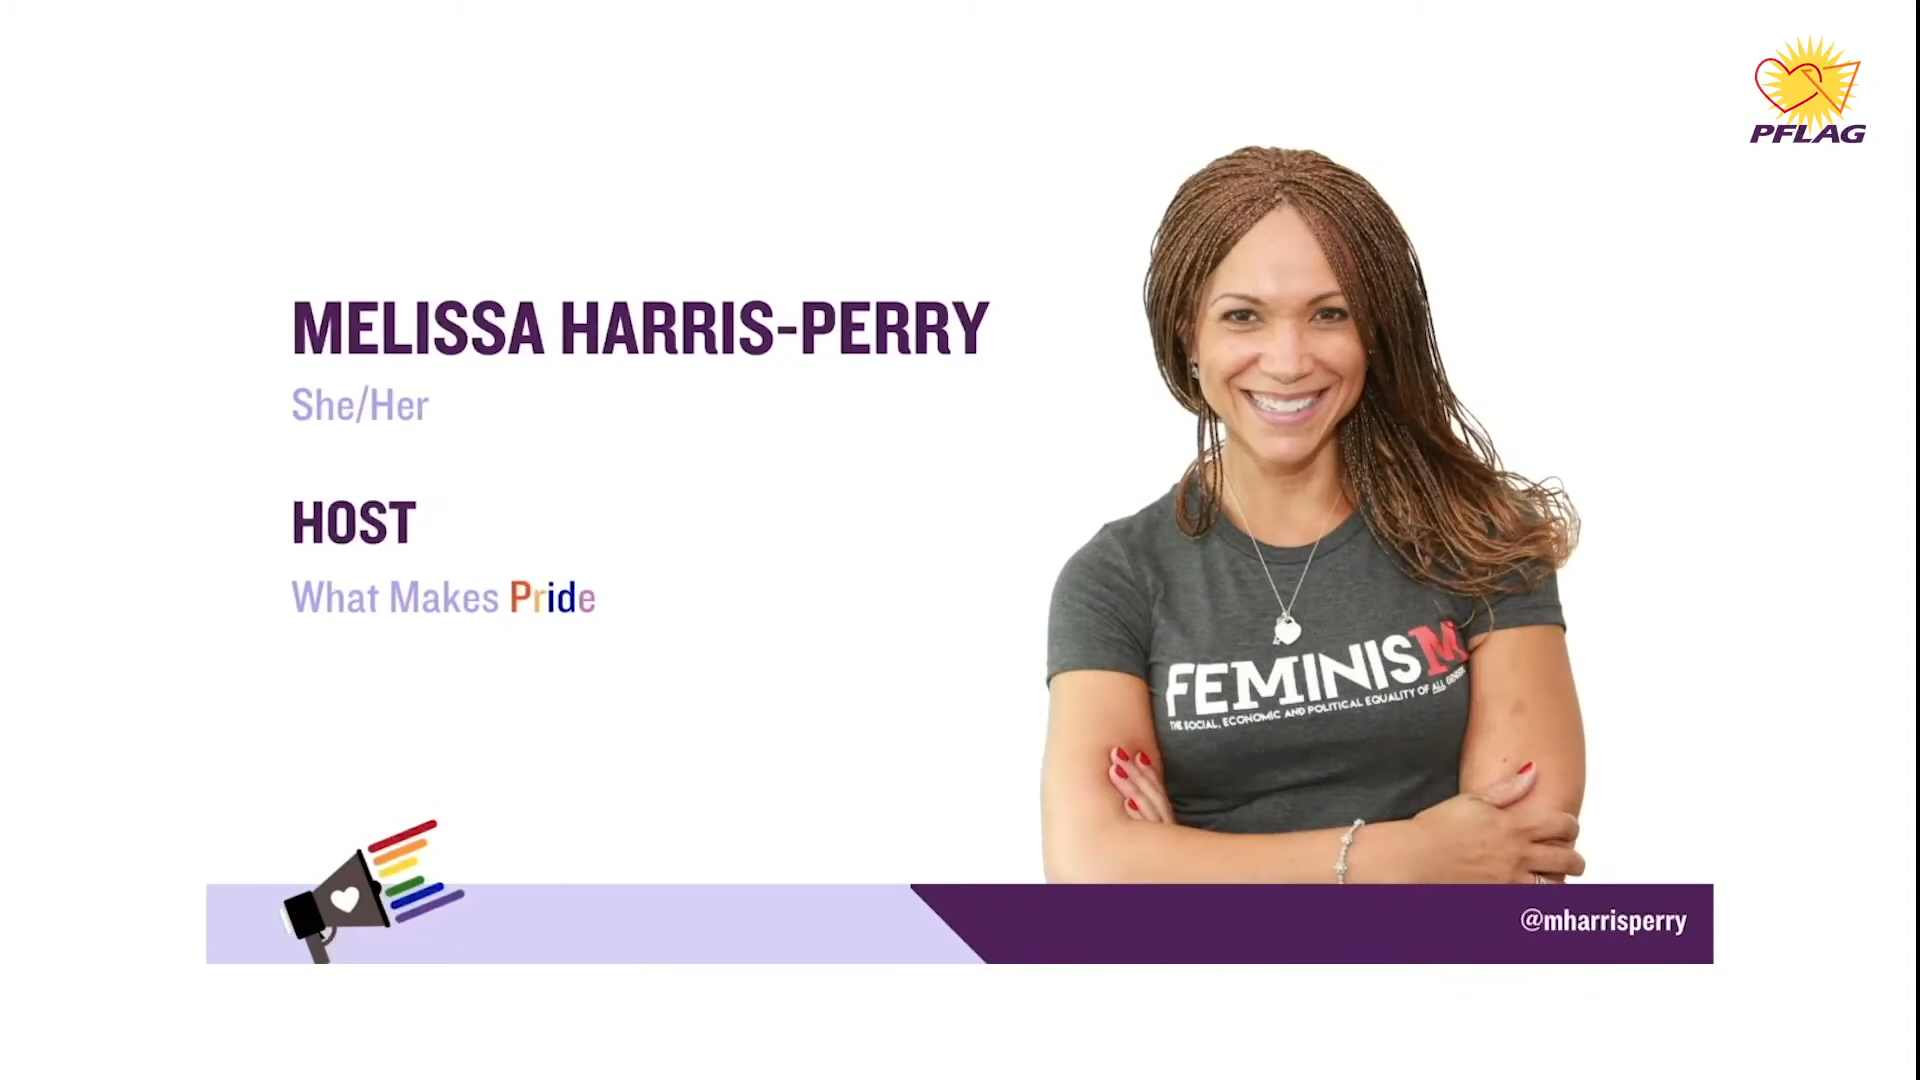 PFLAG
MELISSA HARRIS-PERRY
She/Her
HOST
What Makes Pride
FEMINISM
THE SOCIAL, ECONOMIC AND POLITICAL EQUALITY OF ALL
@mharrisperry